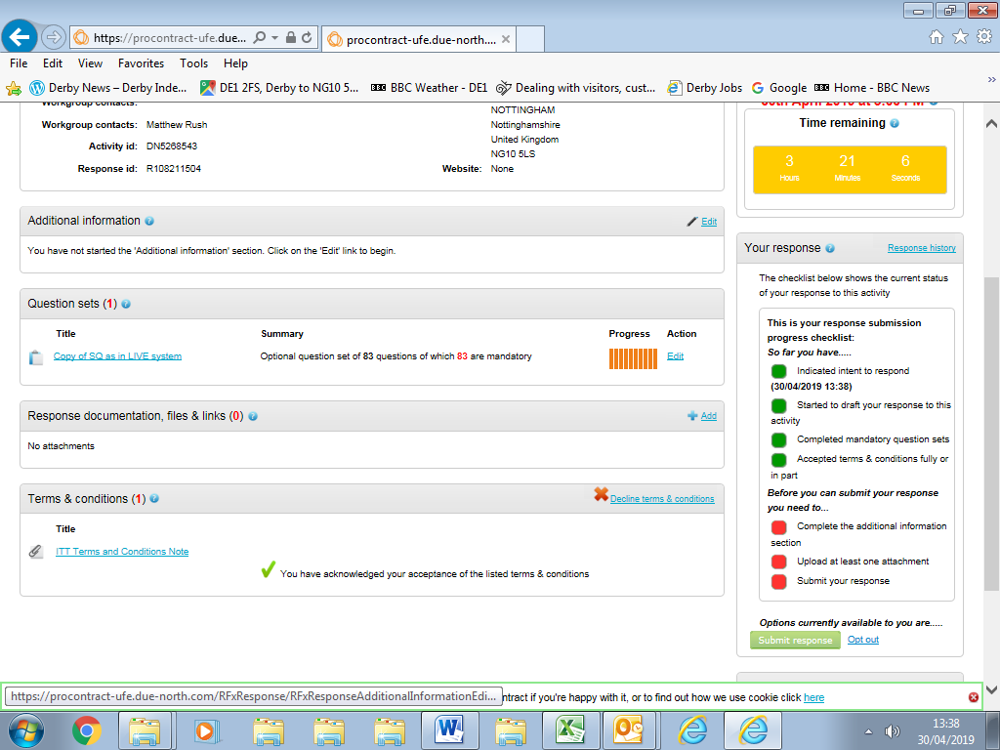 https://procontract-ufe.due...
procontract-ufe.due-north....
File Edit View Favorites Tools Help
Derby News – Derby Inde... DE1 2FS, Derby to NG10 5... BBC Weather - DE1 Dealing with visitors, cust... Derby Jobs Google Home - BBC News
Workgroup contacts:
NOTTINGHAM
Workgroup contacts: Matthew Rush
Nottinghamshire
Activity id: DN5268543
United Kingdom
NG10 5LS
Response id: R108211504
Website: None
Time remaining
3 21 6
Hours Minutes Seconds
Additional information
Edit
You have not started the 'Additional information' section. Click on the 'Edit' link to begin.
Question sets (1)
Title Summary Progress Action
Copy of SQ as in LIVE system Optional question set of 83 questions of which 83 are mandatory Edit
Response documentation, files & links (0)
Add
No attachments
Terms & conditions (1)
Decline terms & conditions
Title
ITT Terms and Conditions Note
You have acknowledged your acceptance of the listed terms & conditions
Your response Response history
The checklist below shows the current status
of your response to this activity
This is your response submission
progress checklist:
So far you have.....
Indicated intent to respond
(30/04/2019 13:38)
Started to draft your response to this
activity
Completed mandatory question sets
Accepted terms & conditions fully or
in part
Before you can submit your response
you need to...
Complete the additional information
section
Upload at least one attachment
Submit your response
Options currently available to you are.....
Submit response Opt out
https://procontract-ufe.due-north.com/RFxResponse/RFxResponseAdditionalInformationEdi...
ntract if you're happy with it, or to find out how we use cookie click here
13:38
30/04/2019